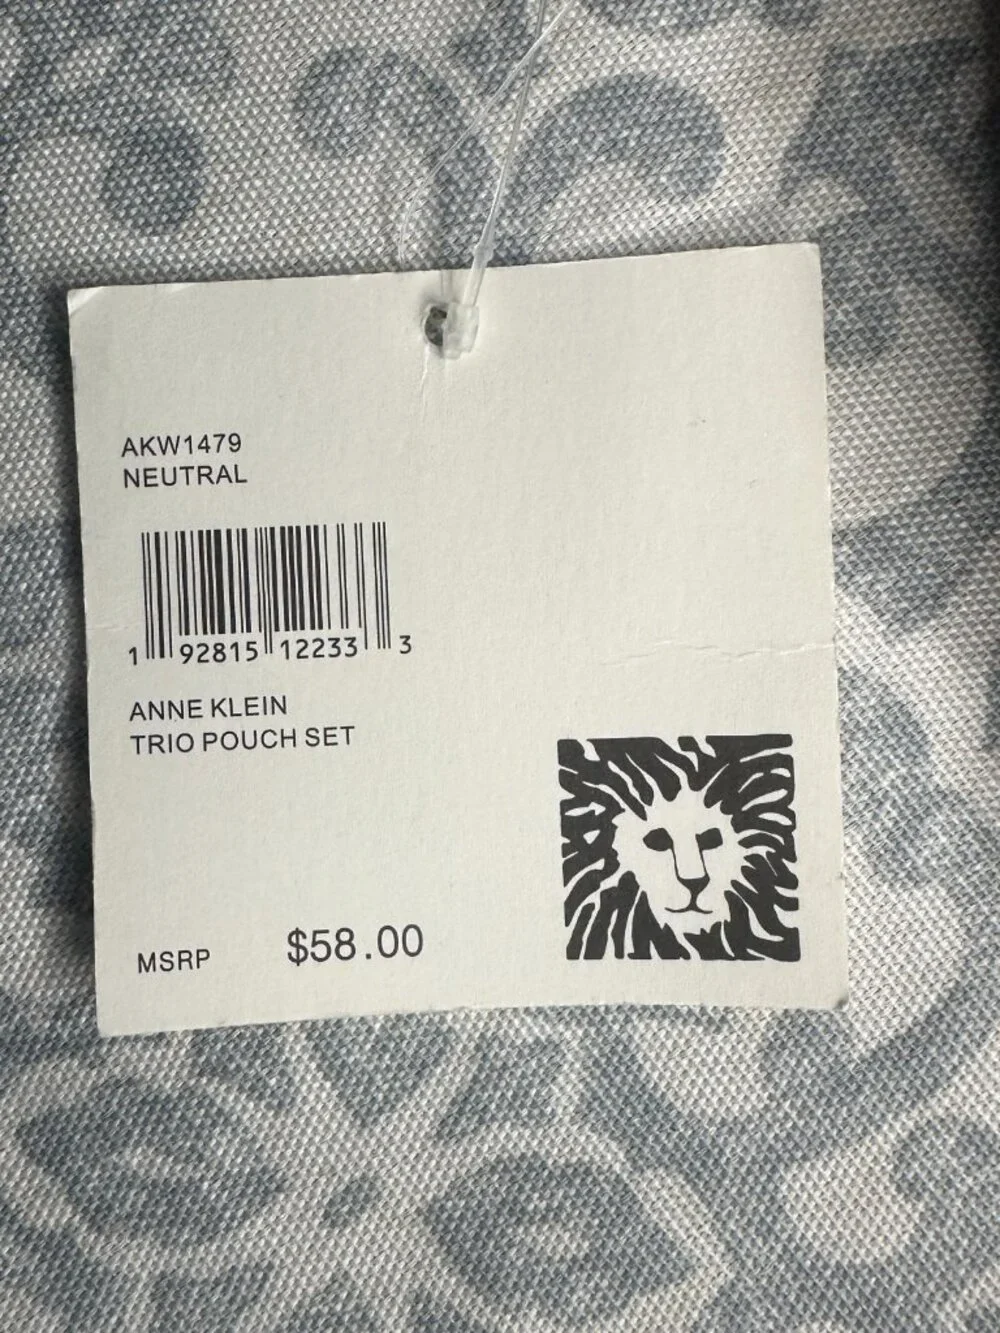 AKW1479
NEUTRAL
1 92815 12233 3
ANNE KLEIN
TRIO POUCH SET
MSRP $58.00